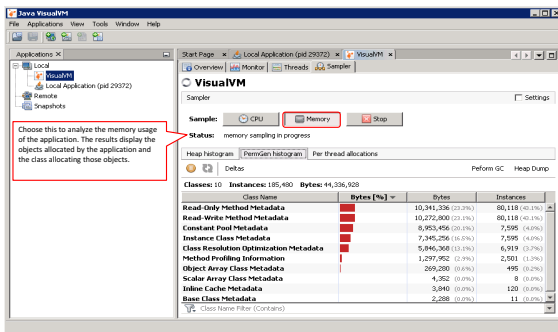 Java VisualVM
File Applications View Tools Window Help
Applications
Local
VisualVM
Local Application (pid 29372)
Remote
Snapshots
Choose this to analyze the memory usage
of the application. The results display the
objects allocated by the application and
the class allocating those objects.
Start Page Local Application (pid 29372) VisualVM
Overview Monitor Threads Sampler
VisualVM
Sampler Settings
Sample: CPU Memory Stop
Status: memory sampling in progress
Heap histogram PermGen histogram Per thread allocations
Deltas Peform GC Heap Dump
Classes: 10 Instances: 185,480 Bytes: 44,336,928
Class Name Bytes [%] Bytes Instances
Read-Only Method Metadata 10,341,336 (23.3%) 80,118 (43.1%)
Read-Write Method Metadata 10,272,800 (23.1%) 80,118 (43.1%)
Constant Pool Metadata 8,953,456 (20.1%) 7,595 (4.0%)
Instance Class Metadata 7,345,256 (16.5%) 7,595 (4.0%)
Class Resolution Optimization Metadata 5,846,368 (13.1%) 6,919 (3.7%)
Method Profiling Information 1,297,952 (2.9%) 2,501 (1.3%)
Object Array Class Metadata 269,280 (0.6%) 495 (0.2%)
Scalar Array Class Metadata 4,352 (0.0%) 8 (0.0%)
Inline Cache Metadata 3,840 (0.0%) 120 (0.0%)
Base Class Metadata 2,288 (0.0%) 11 (0.0%)
Class Name Filter (Contains)